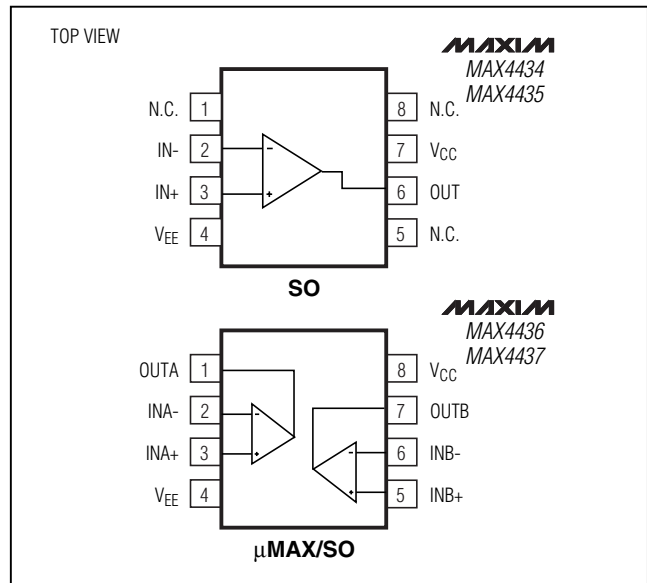 TOP VIEW
MAXIM
MAX4434
MAX4435
N.C. 1
8 N.C.
IN- 2
-
7 VCC
IN+ 3
+
6 OUT
VEE 4
5 N.C.
SO
MAXIM
MAX4436
MAX4437
OUTA 1
8 VCC
INA- 2
-
7 OUTB
INA+ 3
+
-
6 INB-
VEE 4
+
5 INB+
μMAX/SO